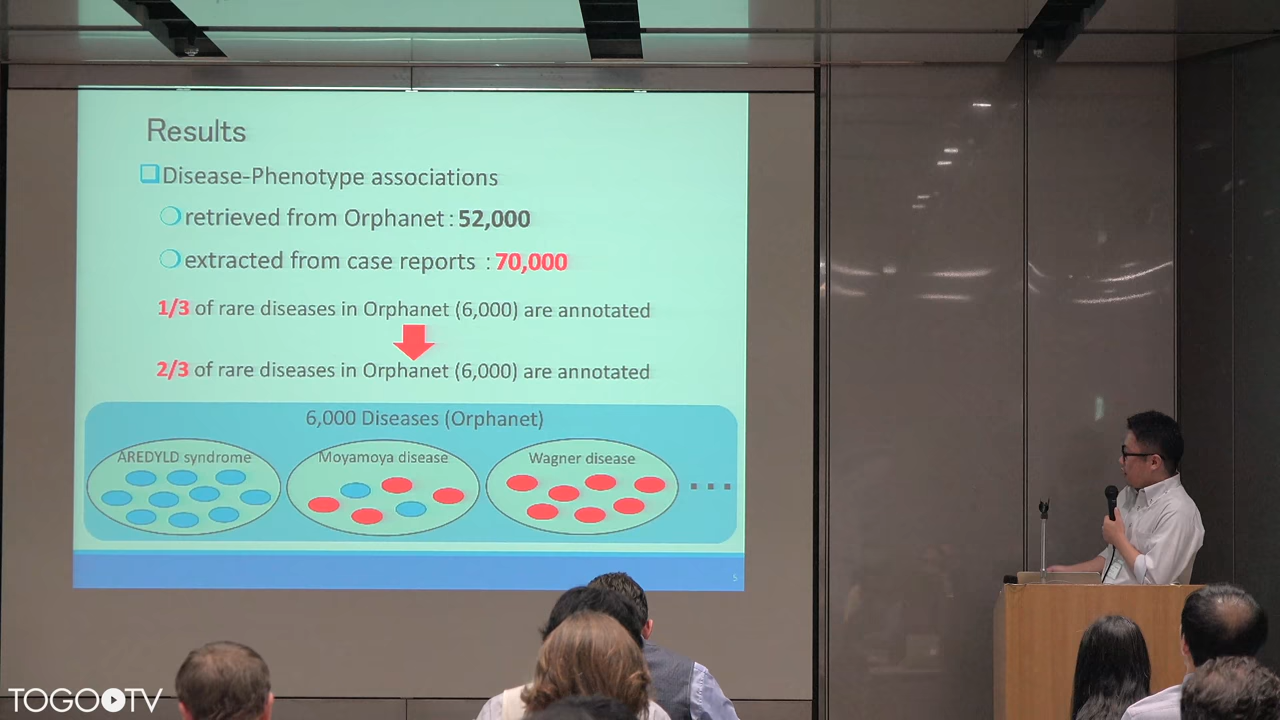 Results
Disease-Phenotype associations
retrieved from Orphanet : 52,000
extracted from case reports : 70,000
1/3 of rare diseases in Orphanet (6,000) are annotated
2/3 of rare diseases in Orphanet (6,000) are annotated
6,000 Diseases (Orphanet)
AREDYLD syndrome
Moyamoya disease
Wagner disease
...
5
TOGOTV